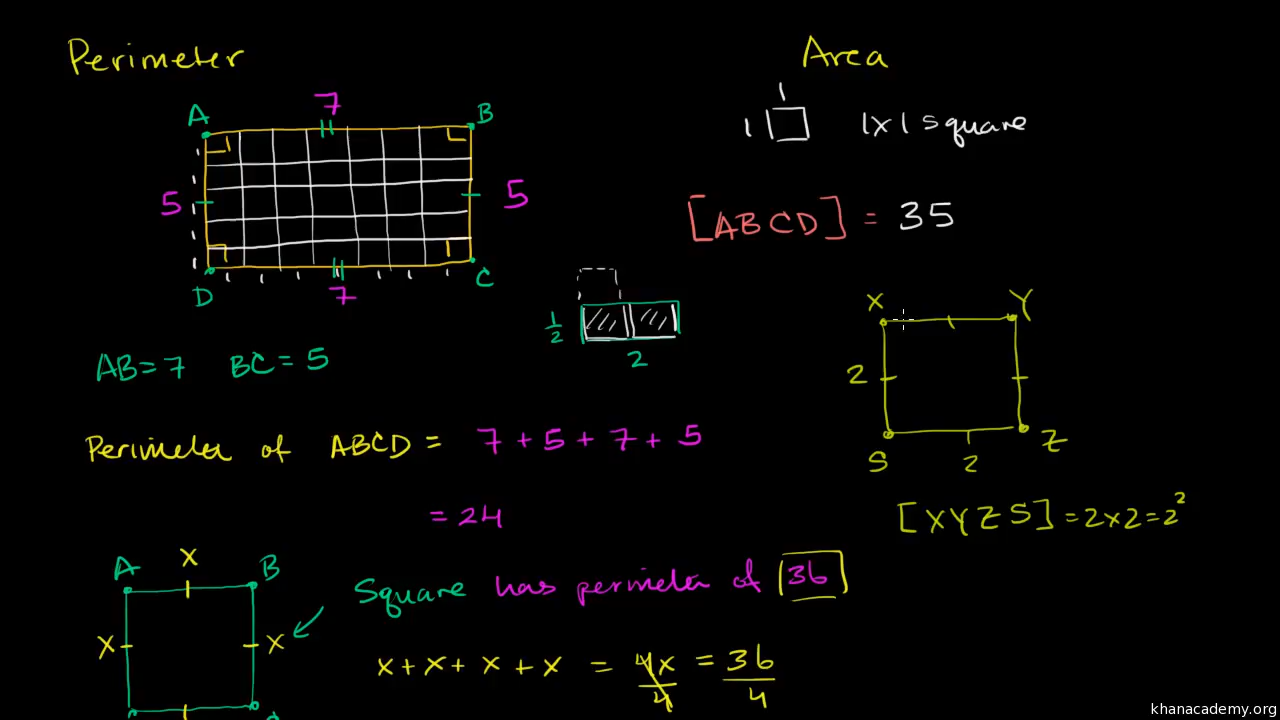 Perimeter
7
A
B
5
5
D
7
C
AB=7 BC=5
Perimeter of ABCD = 7+5+7+5
= 24
X
A
B
X
X
Square has perimeter of 36
x+x+x+x = 4x/4 = 36/4
1/2
2
Area
1
1
1x1 square
[ABCD] = 35
X
Y
2
S
2
Z
[XYZS]=2x2=2²
khanacademy.org